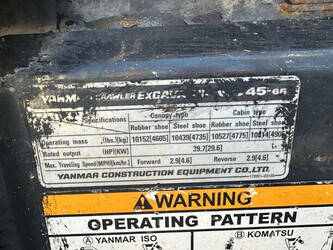 YANMAR CRAWLER EXCAVATOR 45-6B
Specifications Canopy type Cabin type
Rubber shoe Steel shoe Rubber shoe Steel shoe
Operating mass (lbs.)(kg) 10152(4605) 10439(4735) 10527(4775)
Rated output (HP)(KW) 39.7(29.6)
Max. Traveling Speed (MPH)(km/hr.) Forward 2.9(4.6) Reverse 2.9(4.6)
YANMAR CONSTRUCTION EQUIPMENT CO.LTD.
WARNING
OPERATING PATTERN
Ⓐ YANMAR ISO Ⓒ KOMATSU